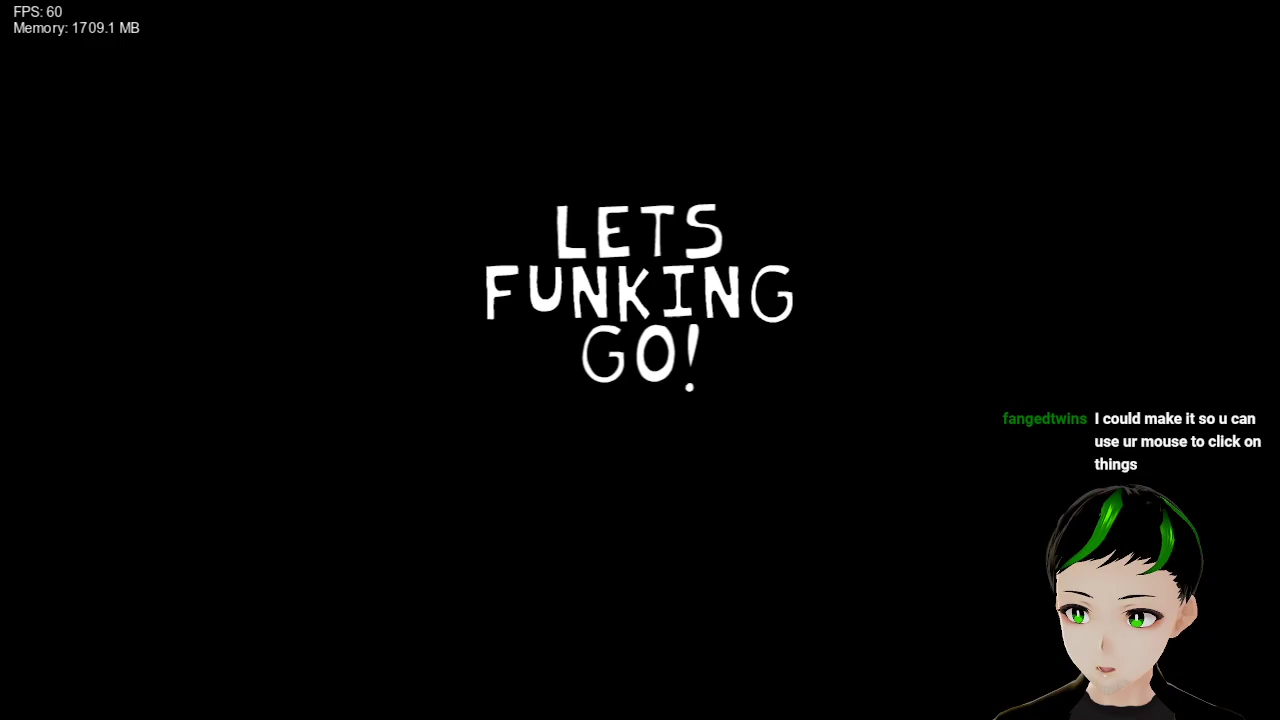 FPS: 60
Memory: 1709.1 MB
LETS
FUNKING
GO!
fangedtwins I could make it so u can
use ur mouse to click on
things